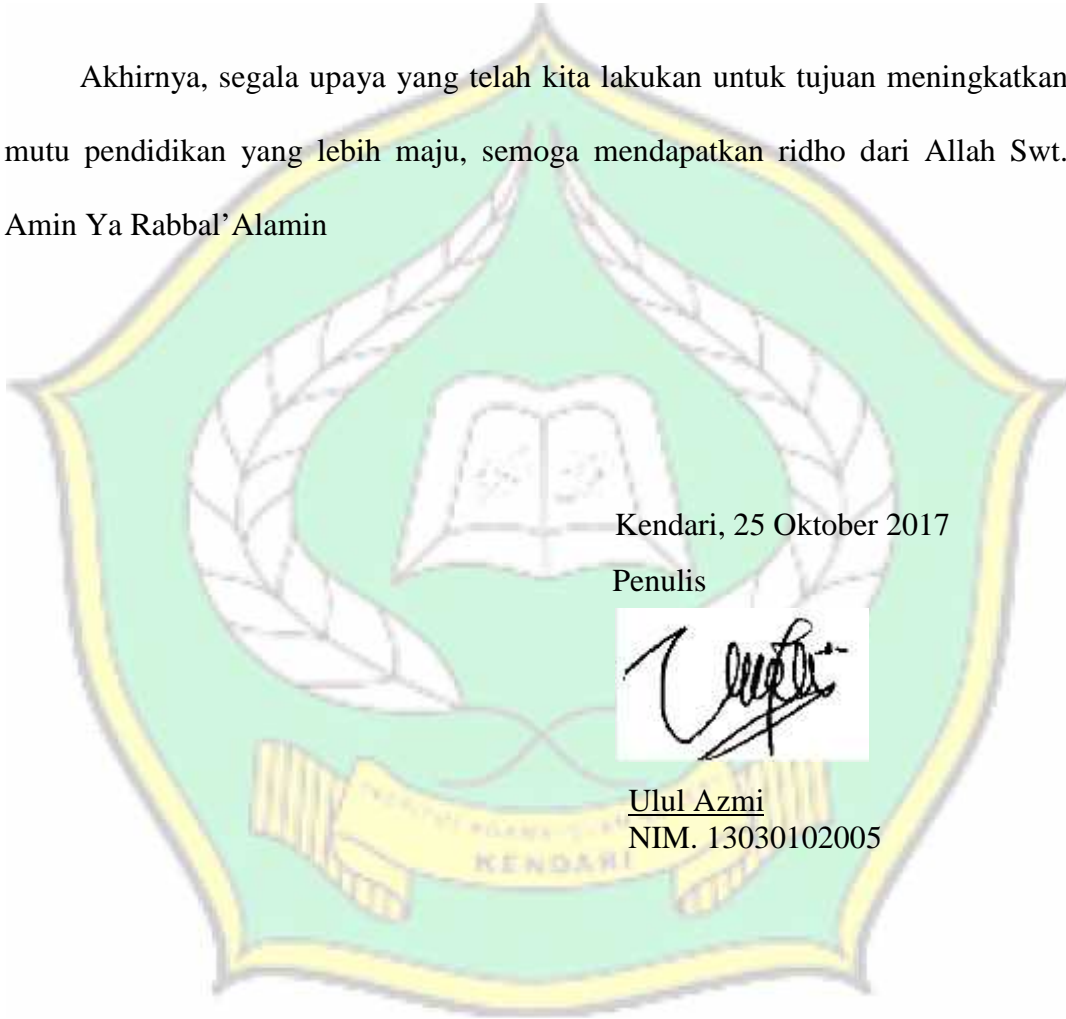 Akhirnya, segala upaya yang telah kita lakukan untuk tujuan meningkatkan
mutu pendidikan yang lebih maju, semoga mendapatkan ridho dari Allah Swt.
Amin Ya Rabbal’Alamin
Kendari, 25 Oktober 2017
Penulis
Ulul Azmi
NIM. 13030102005
KENDARI